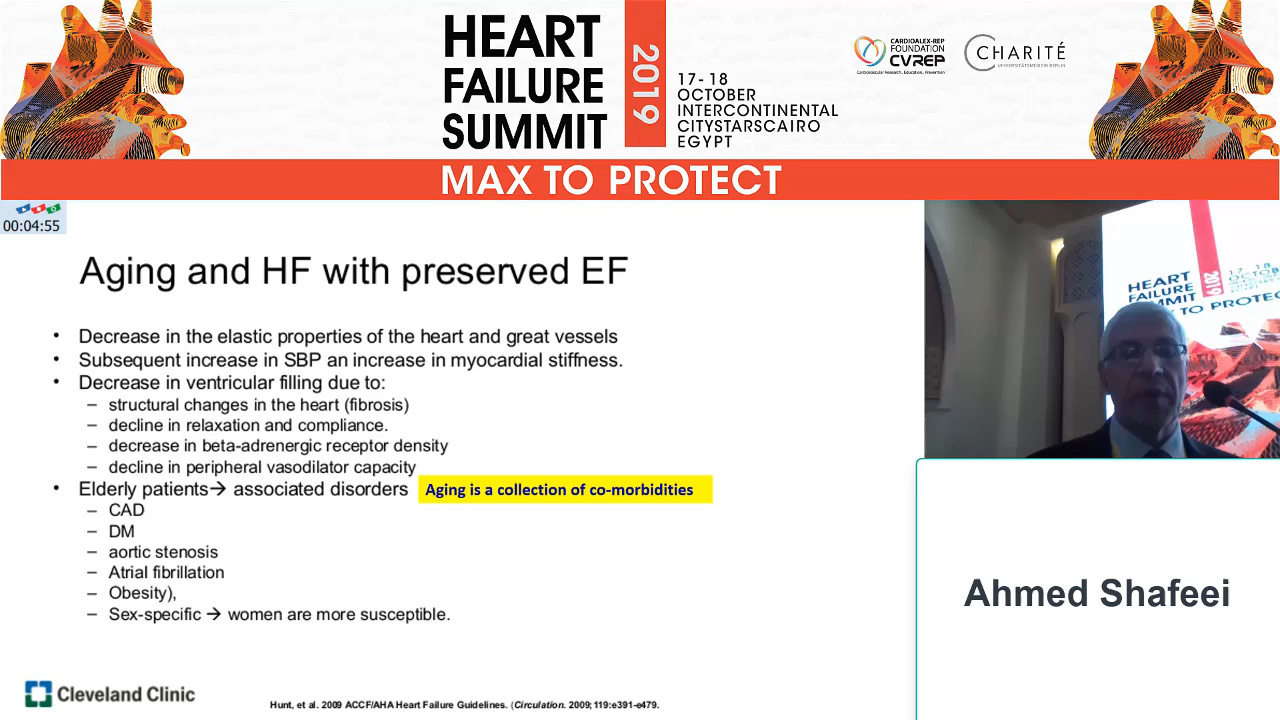 HEART
FAILURE
SUMMIT
2019
17- 18
OCTOBER
INTERCONTINENTAL
CITYSTARSCAIRO
EGYPT
CARDIOALEX-REP
FOUNDATION
CVREP
Cardiovascular Research, Education, Prevention
CHARITÉ
UNIVERSITÄTSMEDIZIN BERLIN
MAX TO PROTECT
00:04:55
Aging and HF with preserved EF
• Decrease in the elastic properties of the heart and great vessels
• Subsequent increase in SBP an increase in myocardial stiffness.
• Decrease in ventricular filling due to:
– structural changes in the heart (fibrosis)
– decline in relaxation and compliance.
– decrease in beta-adrenergic receptor density
– decline in peripheral vasodilator capacity
• Elderly patients→ associated disorders Aging is a collection of co-morbidities
– CAD
– DM
– aortic stenosis
– Atrial fibrillation
– Obesity),
– Sex-specific → women are more susceptible.
Cleveland Clinic
Hunt, et al. 2009 ACCF/AHA Heart Failure Guidelines. (Circulation. 2009;119:e391-e479.
HEART
FAILURE
SUMMIT
2019
17- 18
TO PROTEC
Ahmed Shafeei